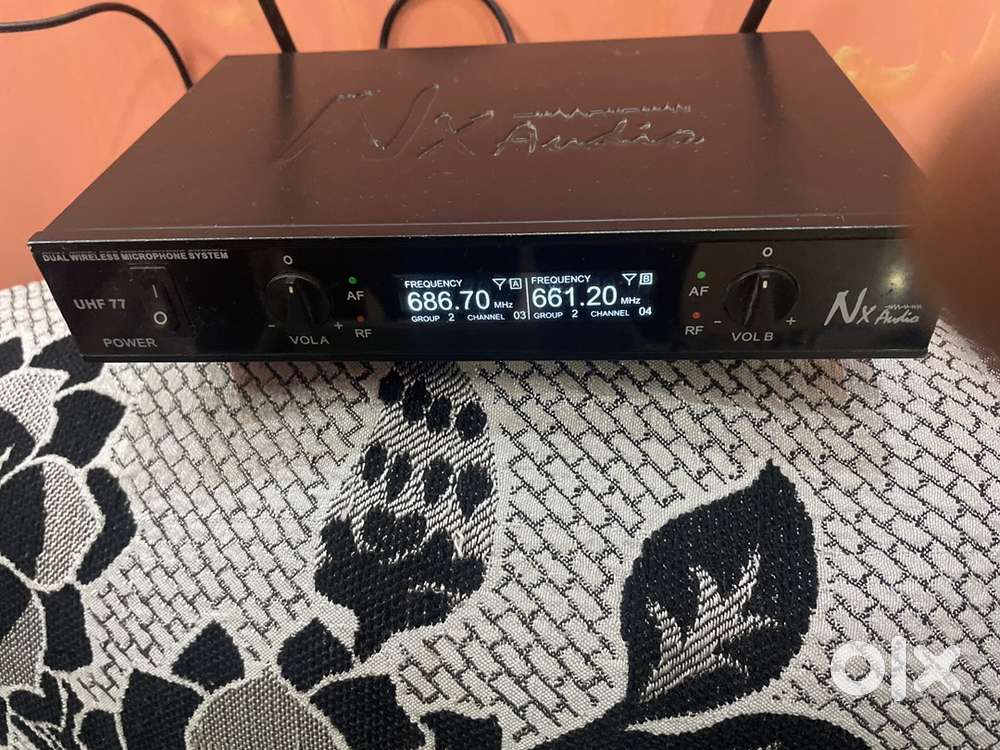 Nx Audio
DUAL WIRELESS MICROPHONE SYSTEM
UHF 77
I
O
POWER
O
- +
VOL A
AF
RF
FREQUENCY A
686.70 MHz
GROUP 2 CHANNEL 03
FREQUENCY B
661.20 MHz
GROUP 2 CHANNEL 04
AF
RF
O
- +
VOL B
Nx Audio
olx